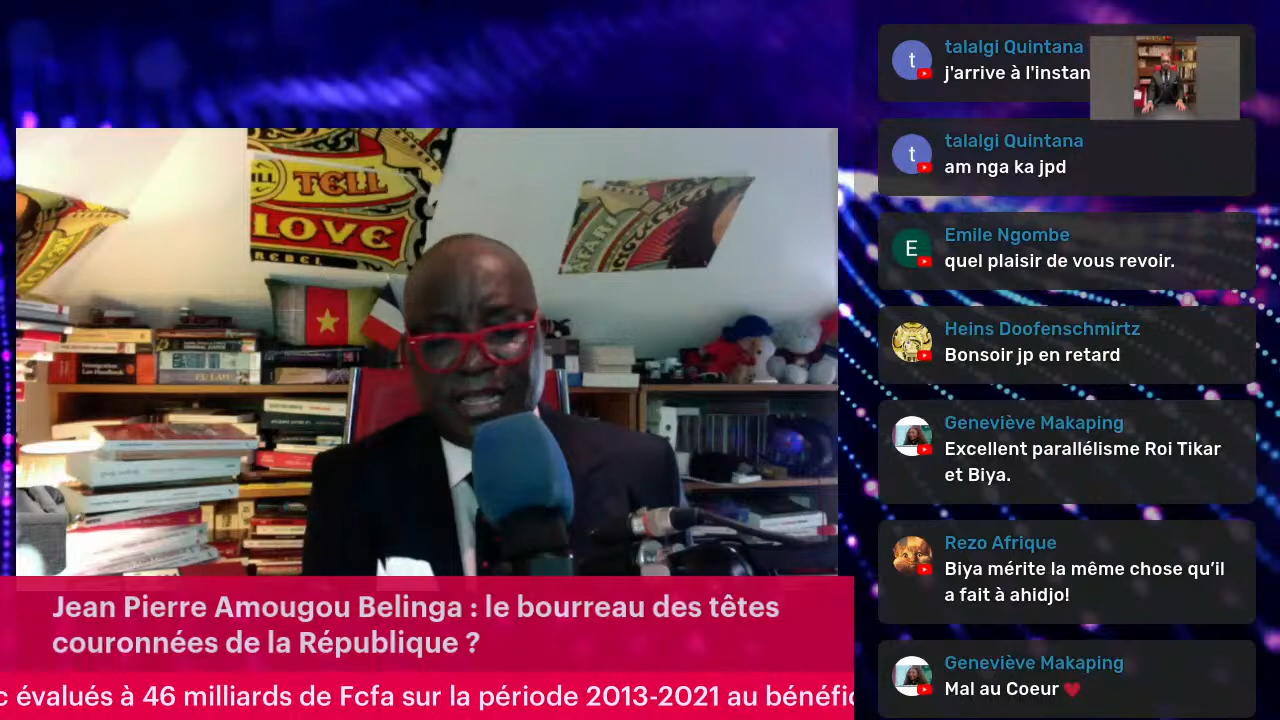 TELL
LOVE
REBEL
Jean Pierre Amougou Belinga : le bourreau des têtes
couronnées de la République ?
c évalués à 46 milliards de Fcfa sur la période 2013-2021 au bénéfic
talalgi Quintana
j'arrive à l'instan
talalgi Quintana
am nga ka jpd
Emile Ngombe
quel plaisir de vous revoir.
Heins Doofenschmirtz
Bonsoir jp en retard
Geneviève Makaping
Excellent parallélisme Roi Tikar
et Biya.
Rezo Afrique
Biya mérite la même chose qu’il
a fait à ahidjo!
Geneviève Makaping
Mal au Coeur ♥